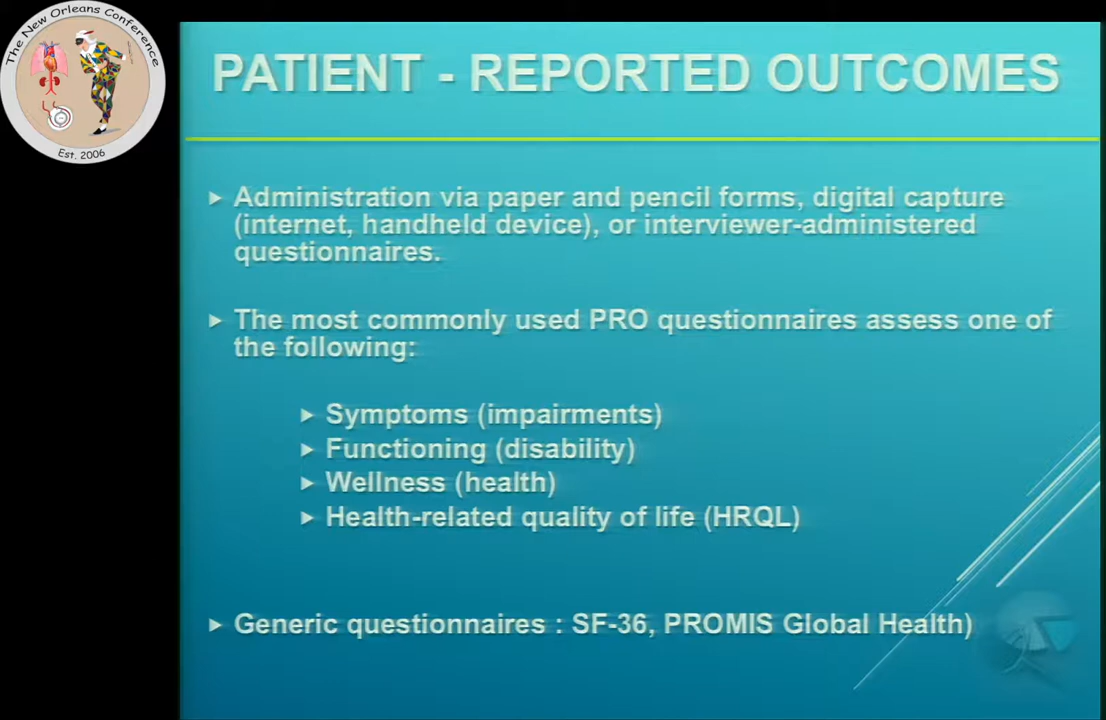 The New Orleans Conference
Est. 2006
PATIENT - REPORTED OUTCOMES
Administration via paper and pencil forms, digital capture
(internet, handheld device), or interviewer-administered
questionnaires.
The most commonly used PRO questionnaires assess one of
the following:
Symptoms (impairments)
Functioning (disability)
Wellness (health)
Health-related quality of life (HRQL)
Generic questionnaires : SF-36, PROMIS Global Health)